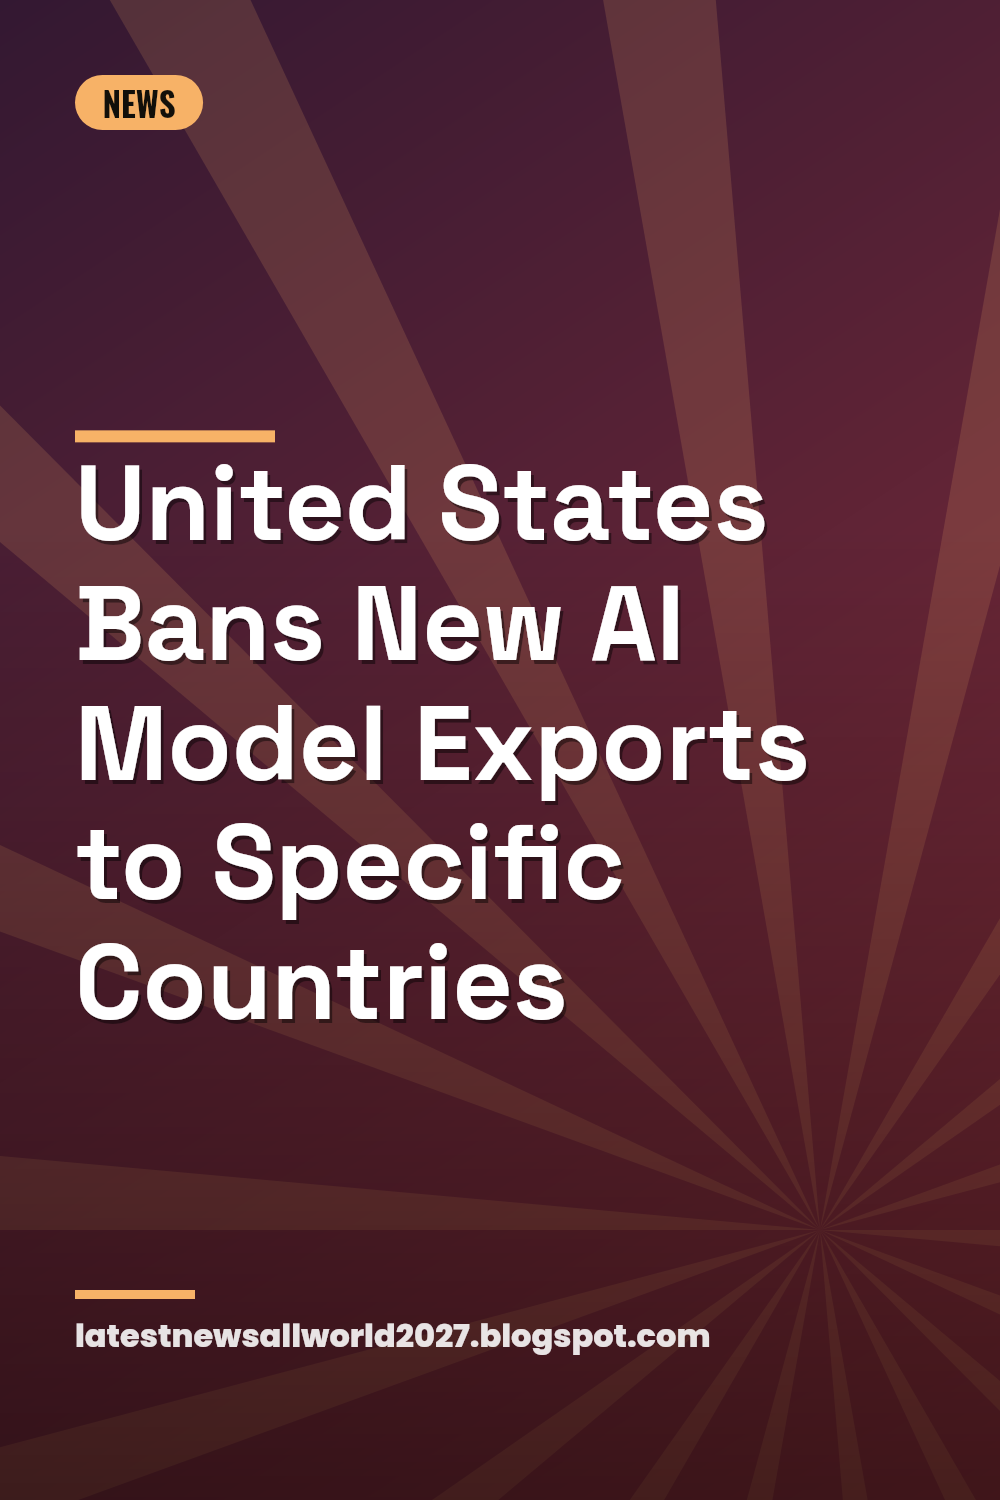 NEWS
United States
Bans New AI
Model Exports
to Specific
Countries
latestnewsallworld2027.blogspot.com